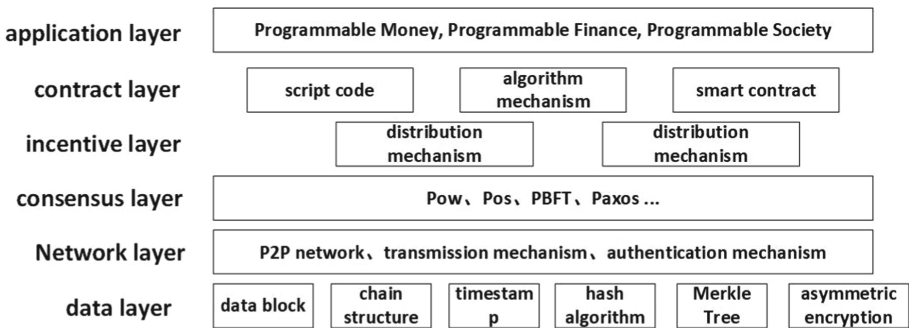 application layer
Programmable Money, Programmable Finance, Programmable Society
contract layer
script code
algorithm
mechanism
smart contract
incentive layer
distribution
mechanism
distribution
mechanism
consensus layer
Pow、Pos、PBFT、Paxos ...
Network layer
P2P network、transmission mechanism、authentication mechanism
data layer
data block
chain
structure
timestam
p
hash
algorithm
Merkle
Tree
asymmetric
encryption